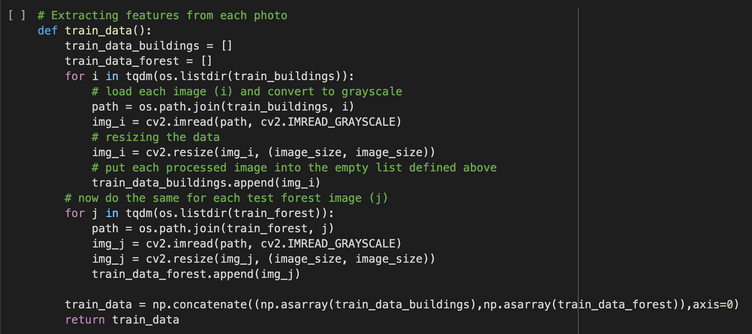 [ ] # Extracting features from each photo
def train_data():
    train_data_buildings = []
    train_data_forest = []
    for i in tqdm(os.listdir(train_buildings)):
        # load each image (i) and convert to grayscale
        path = os.path.join(train_buildings, i)
        img_i = cv2.imread(path, cv2.IMREAD_GRAYSCALE)
        # resizing the data
        img_i = cv2.resize(img_i, (image_size, image_size))
        # put each processed image into the empty list defined above
        train_data_buildings.append(img_i)
    # now do the same for each test forest image (j)
    for j in tqdm(os.listdir(train_forest)):
        path = os.path.join(train_forest, j)
        img_j = cv2.imread(path, cv2.IMREAD_GRAYSCALE)
        img_j = cv2.resize(img_j, (image_size, image_size))
        train_data_forest.append(img_j)

    train_data = np.concatenate((np.asarray(train_data_buildings),np.asarray(train_data_forest)),axis=0)
    return train_data